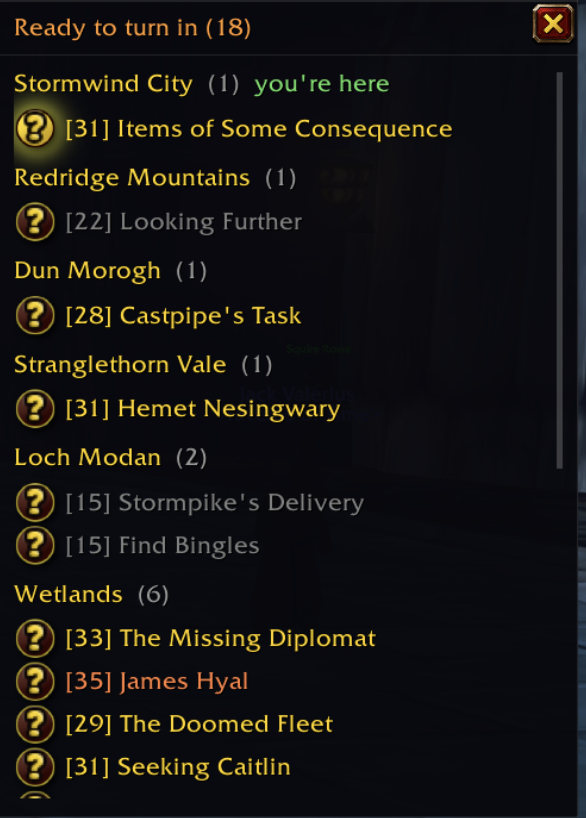 Ready to turn in (18)
Stormwind City (1) you're here
[31] Items of Some Consequence
Redridge Mountains (1)
[22] Looking Further
Dun Morogh (1)
[28] Castpipe's Task
Stranglethorn Vale (1)
[31] Hemet Nesingwary
Loch Modan (2)
[15] Stormpike's Delivery
[15] Find Bingles
Wetlands (6)
[33] The Missing Diplomat
[35] James Hyal
[29] The Doomed Fleet
[31] Seeking Caitlin